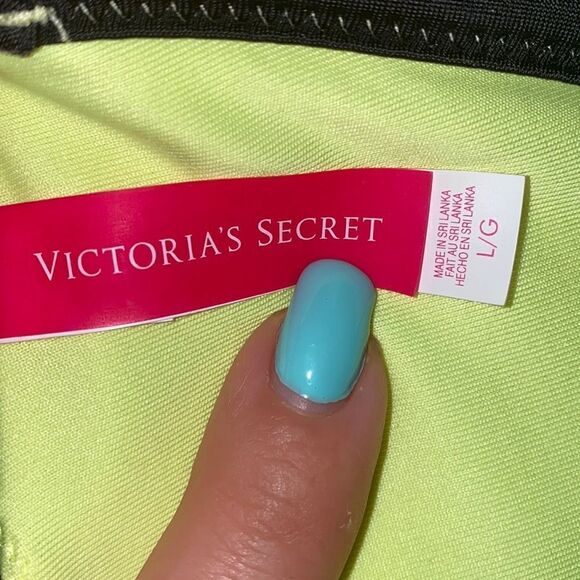 VICTORIA'S SECRET
MADE IN SRI LANKA
FAIT AU SRI LANKA
HECHO EN SRI LANKA
L/G